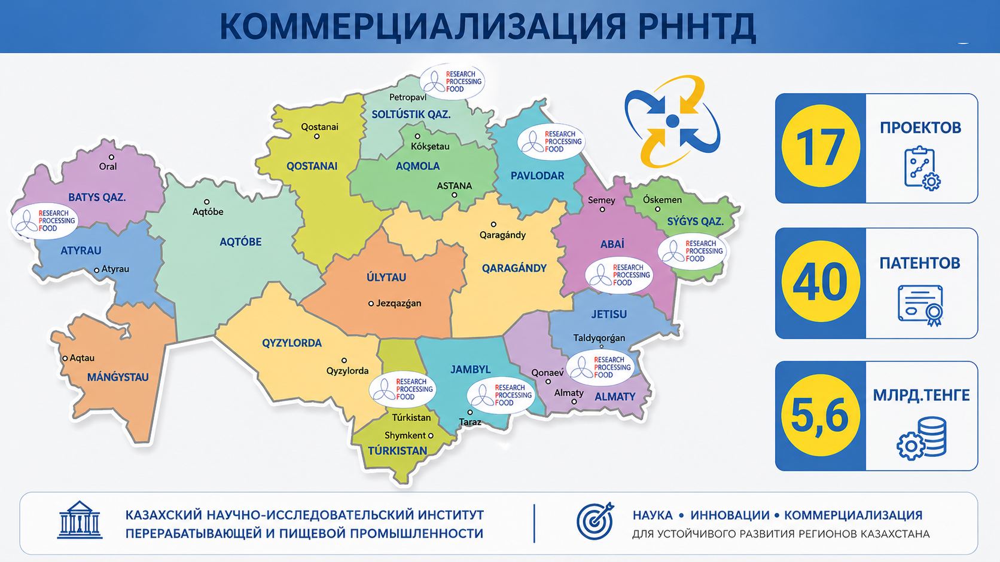 КОММЕРЦИАЛИЗАЦИЯ РННТД
RESEARCH
PROCESSING
FOOD
Petropavl
SOLTÚSTIK QAZ.
Qostanai
QOSTANAI
Kókşetau
AQMOLA
ASTANA
RESEARCH
PROCESSING
FOOD
PAVLODAR
Oral
BATYS QAZ.
RESEARCH
PROCESSING
FOOD
ATYRAU
Atyrau
Aqtóbe
AQTÓBE
Semey
ABAİ
RESEARCH
PROCESSING
FOOD
Óskemen
SÝǴYS QAZ.
RESEARCH
PROCESSING
FOOD
Qaragándy
QARAGÁNDY
ÚLYTAU
Jezqazǵan
JETISU
Taldyqorǵan
RESEARCH
PROCESSING
FOOD
QYZYLORDA
Qyzylorda
Aqtau
MÁNǴYSTAU
RESEARCH
PROCESSING
FOOD
Túrkistan
Shymkent
TÚRKISTAN
JAMBYL
RESEARCH
PROCESSING
FOOD
Taraz
Qonaev
Almaty
ALMATY
17
ПРОЕКТОВ
40
ПАТЕНТОВ
5,6
МЛРД.ТЕНГЕ
КАЗАХСКИЙ НАУЧНО-ИССЛЕДОВАТЕЛЬСКИЙ ИНСТИТУТ
ПЕРЕРАБАТЫВАЮЩЕЙ И ПИЩЕВОЙ ПРОМЫШЛЕННОСТИ
НАУКА • ИННОВАЦИИ • КОММЕРЦИАЛИЗАЦИЯ
ДЛЯ УСТОЙЧИВОГО РАЗВИТИЯ РЕГИОНОВ КАЗАХСТАНА